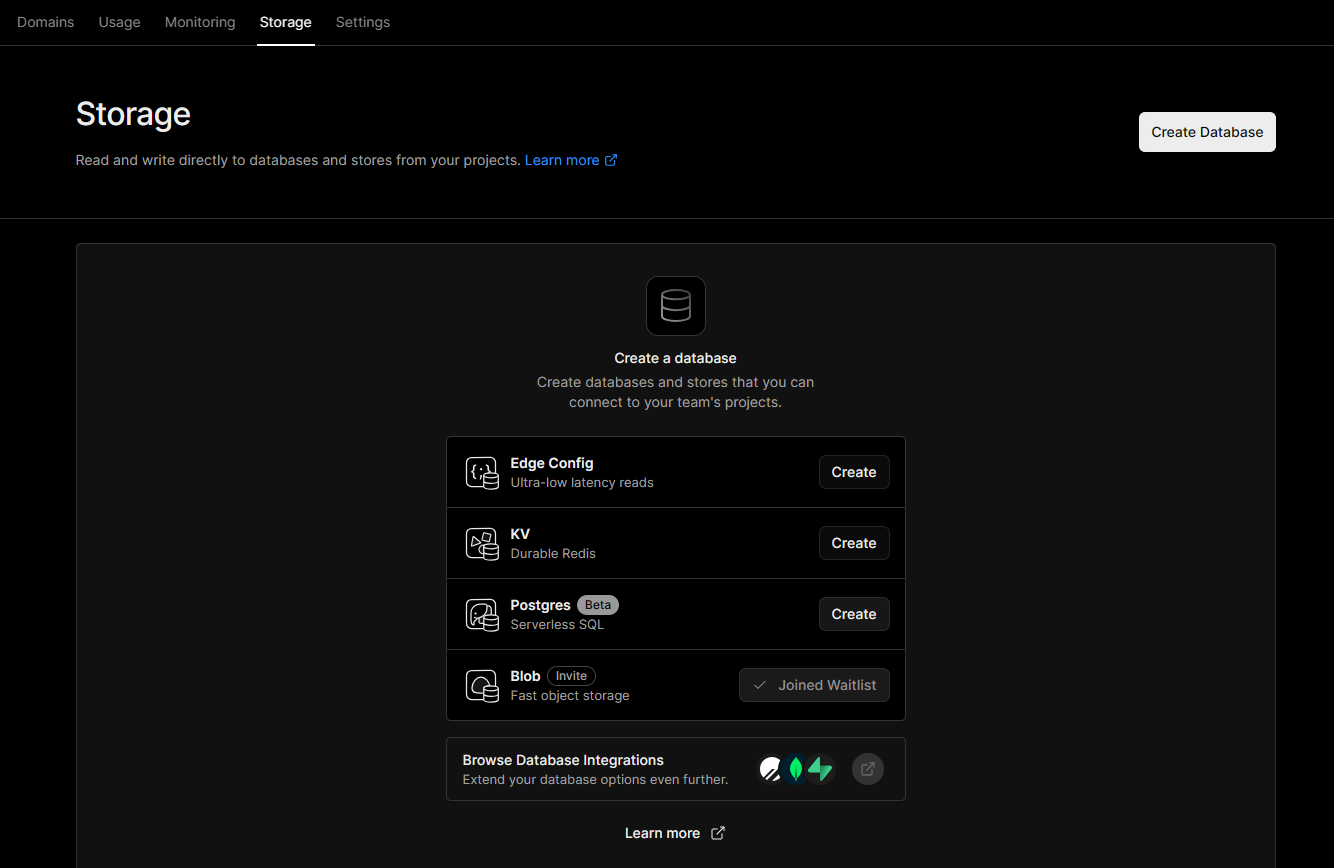 Domains Usage Monitoring Storage Settings
Storage
Create Database
Read and write directly to databases and stores from your projects. Learn more
Create a database
Create databases and stores that you can
connect to your team's projects.
Edge Config
Ultra-low latency reads
Create
KV
Durable Redis
Create
Postgres Beta
Serverless SQL
Create
Blob Invite
Fast object storage
Joined Waitlist
Browse Database Integrations
Extend your database options even further.
Learn more